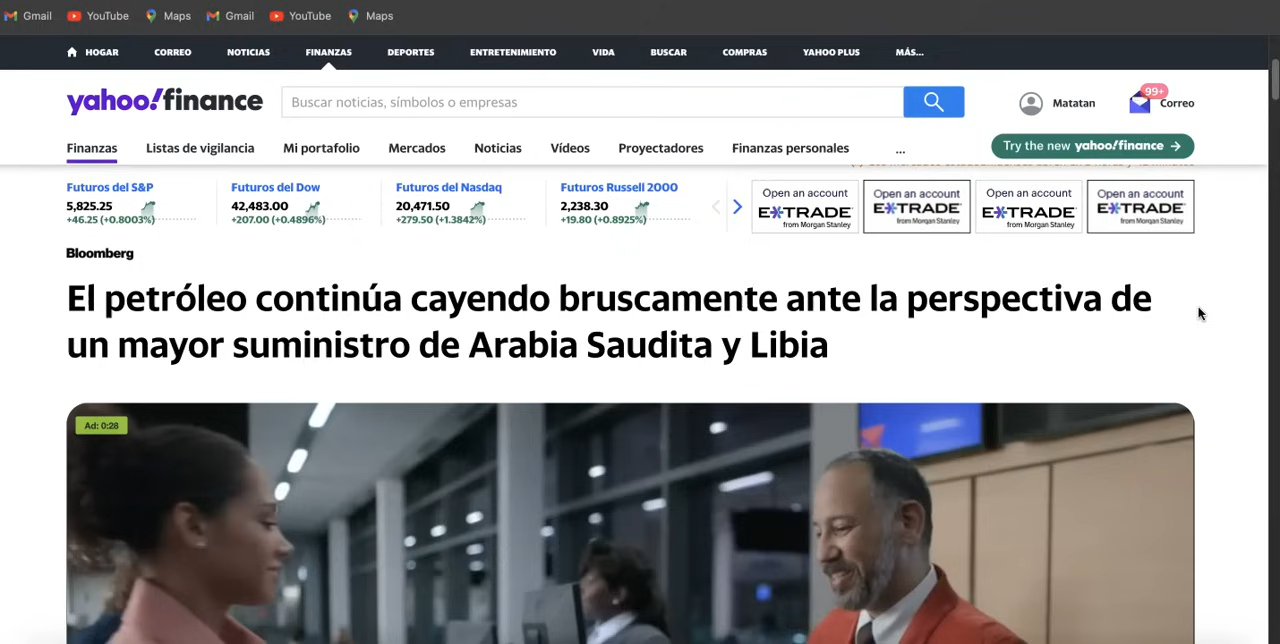 Gmail YouTube Maps Gmail YouTube Maps
HOGAR CORREO NOTICIAS FINANZAS DEPORTES ENTRETENIMIENTO VIDA BUSCAR COMPRAS YAHOO PLUS MÁS...
yahoo!finance Buscar noticias, símbolos o empresas Matatan 99+ Correo
Finanzas Listas de vigilancia Mi portafolio Mercados Noticias Vídeos Proyectadores Finanzas personales ... Try the new yahoo!finance
Futuros del S&P Futuros del Dow Futuros del Nasdaq Futuros Russell 2000
5,825.25 42,483.00 20,471.50 2,238.30
+46.25 (+0.8003%) +207.00 (+0.4896%) +279.50 (+1.3842%) +19.80 (+0.8925%)
Open an account Open an account Open an account Open an account
E*TRADE E*TRADE E*TRADE E*TRADE
from Morgan Stanley from Morgan Stanley from Morgan Stanley from Morgan Stanley
Bloomberg
El petróleo continúa cayendo bruscamente ante la perspectiva de
un mayor suministro de Arabia Saudita y Libia
Ad: 0:28